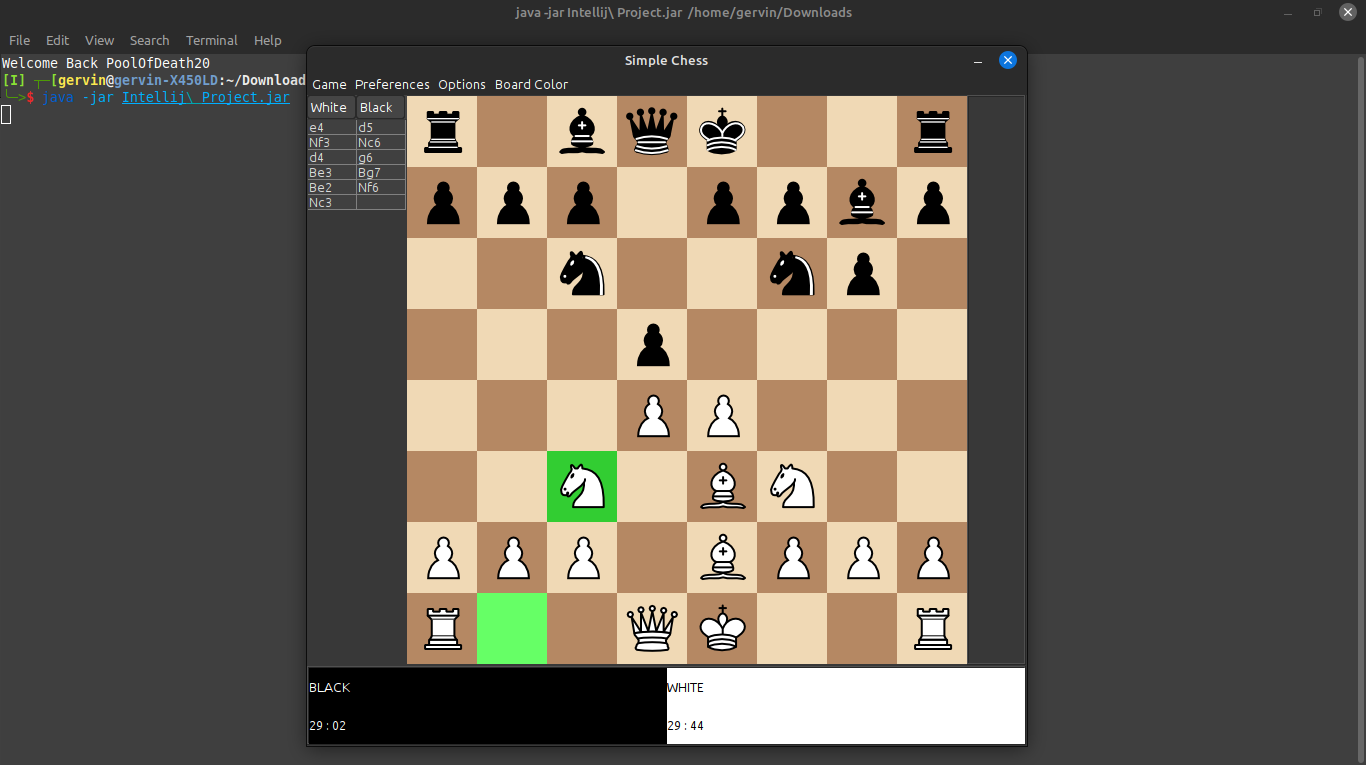 java -jar Intellij\ Project.jar /home/gervin/Downloads
File Edit View Search Terminal Help
Welcome Back PoolOfDeath20
[I] ┬─[gervin@gervin-X450LD:~/Download
╰─>$ java -jar Intellij\ Project.jar
Simple Chess
Game Preferences Options Board Color
White Black
e4 d5
Nf3 Nc6
d4 g6
Be3 Bg7
Be2 Nf6
Nc3
BLACK WHITE
29 : 02 29 : 44